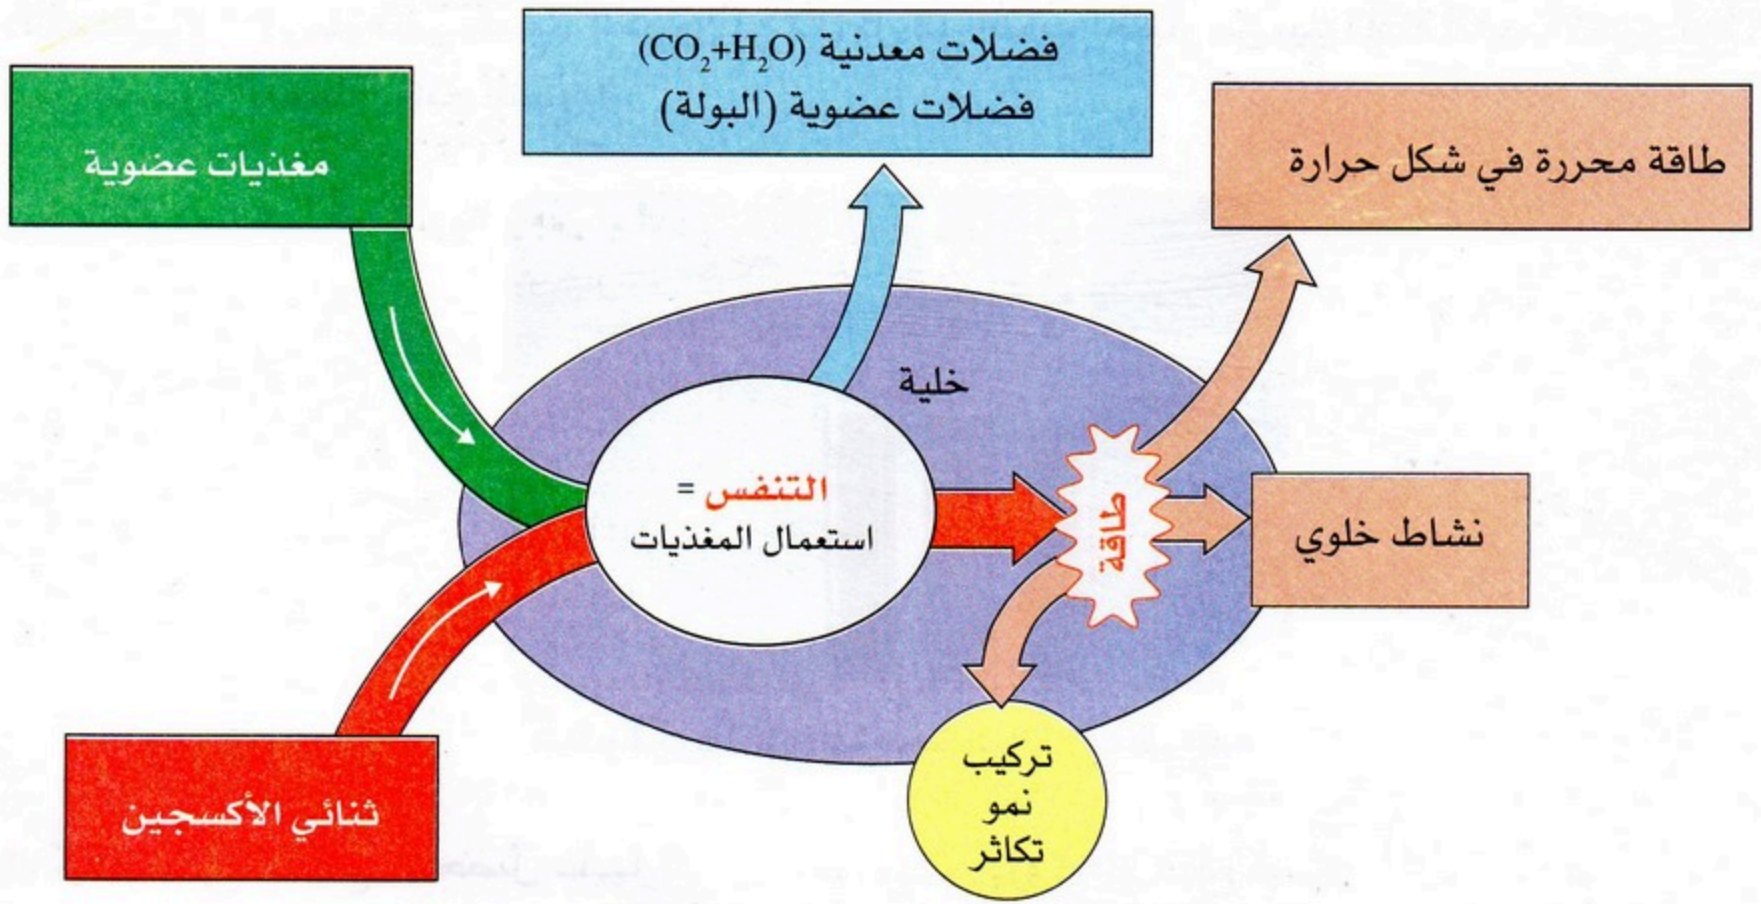 فضلات معدنية (CO₂+H₂O)
فضلات عضوية (البولة)
طاقة محررة في شكل حرارة
مغذيات عضوية
خلية
التنفس =
استعمال المغذيات
طاقة
نشاط خلوي
ثنائي الأكسجين
تركيب
نمو
تكاثر